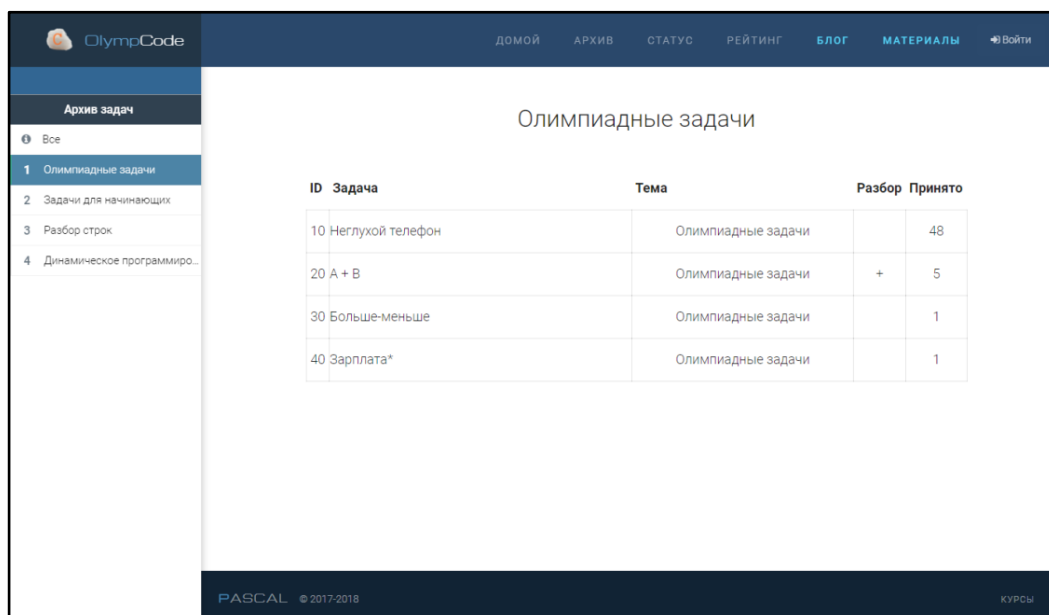 OlympCode
ДОМОЙ АРХИВ СТАТУС РЕЙТИНГ БЛОГ МАТЕРИАЛЫ Войти
Архив задач
Все
1 Олимпиадные задачи
2 Задачи для начинающих
3 Разбор строк
4 Динамическое программиро...
Олимпиадные задачи
ID Задача Тема Разбор Принято
10 Неглухой телефон Олимпиадные задачи 48
20 A + B Олимпиадные задачи + 5
30 Больше-меньше Олимпиадные задачи 1
40 Зарплата* Олимпиадные задачи 1
PASCAL © 2017-2018 КУРСЫ